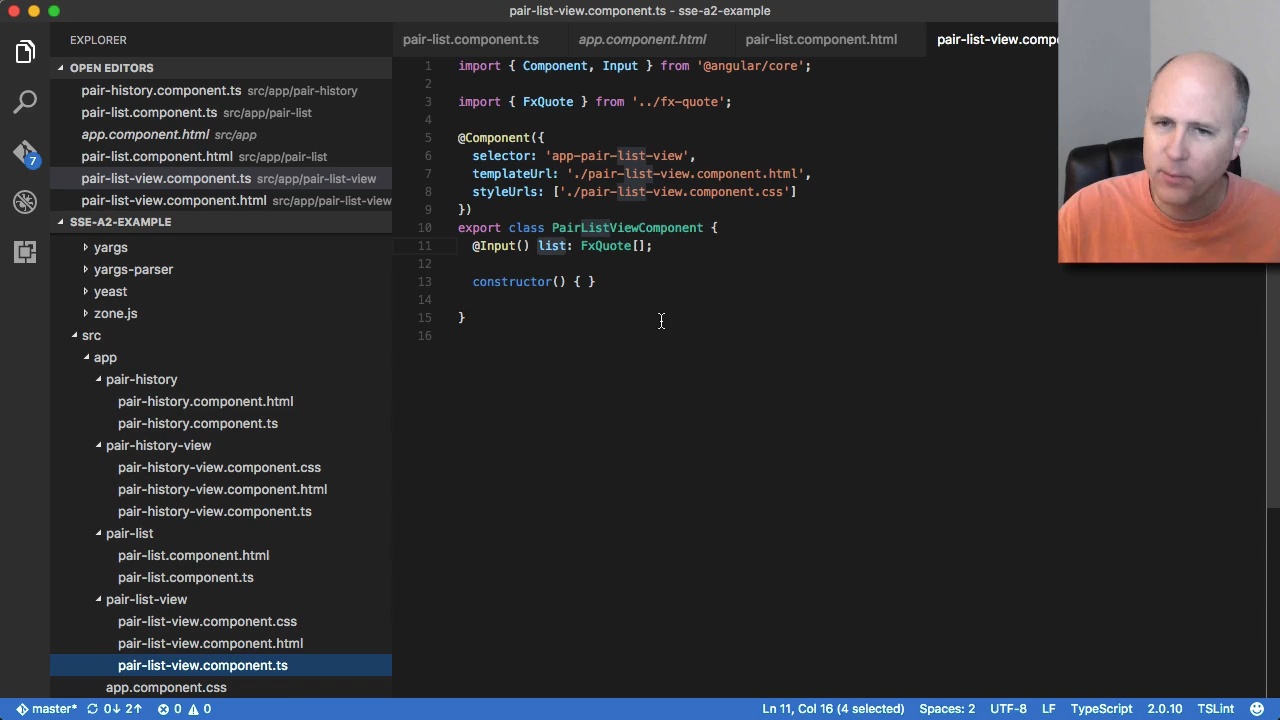 pair-list-view.component.ts - sse-a2-example
EXPLORER
OPEN EDITORS
pair-history.component.ts src/app/pair-history
pair-list.component.ts src/app/pair-list
app.component.html src/app
pair-list.component.html src/app/pair-list
pair-list-view.component.ts src/app/pair-list-view
pair-list-view.component.html src/app/pair-list-view
SSE-A2-EXAMPLE
yargs
yargs-parser
yeast
zone.js
src
app
pair-history
pair-history.component.html
pair-history.component.ts
pair-history-view
pair-history-view.component.css
pair-history-view.component.html
pair-history-view.component.ts
pair-list
pair-list.component.html
pair-list.component.ts
pair-list-view
pair-list-view.component.css
pair-list-view.component.html
pair-list-view.component.ts
app.component.css
7
pair-list.component.ts app.component.html pair-list.component.html pair-list-view.comp
1 import { Component, Input } from '@angular/core';
2
3 import { FxQuote } from '../fx-quote';
4
5 @Component({
6 selector: 'app-pair-list-view',
7 templateUrl: './pair-list-view.component.html',
8 styleUrls: ['./pair-list-view.component.css']
9 })
10 export class PairListViewComponent {
11 @Input() list: FxQuote[];
12
13 constructor() { }
14
15 }
16
master* 0↓ 2↑ 0 0 Ln 11, Col 16 (4 selected) Spaces: 2 UTF-8 LF TypeScript 2.0.10 TSLint